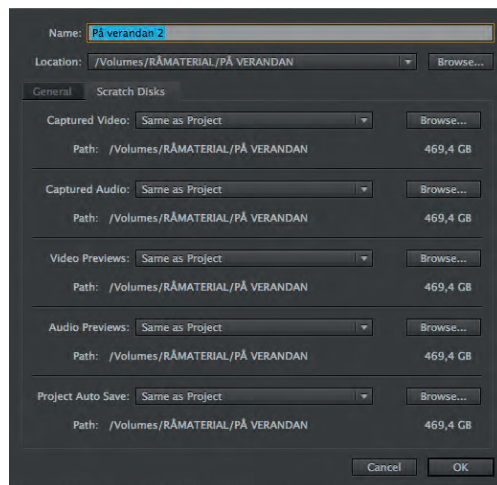 Name: På verandan 2
Location: /Volumes/RÅMATERIAL/PÅ VERANDAN Browse...
General Scratch Disks
Captured Video: Same as Project Browse...
Path: /Volumes/RÅMATERIAL/PÅ VERANDAN 469,4 GB
Captured Audio: Same as Project Browse...
Path: /Volumes/RÅMATERIAL/PÅ VERANDAN 469,4 GB
Video Previews: Same as Project Browse...
Path: /Volumes/RÅMATERIAL/PÅ VERANDAN 469,4 GB
Audio Previews: Same as Project Browse...
Path: /Volumes/RÅMATERIAL/PÅ VERANDAN 469,4 GB
Project Auto Save: Same as Project Browse...
Path: /Volumes/RÅMATERIAL/PÅ VERANDAN 469,4 GB
Cancel OK